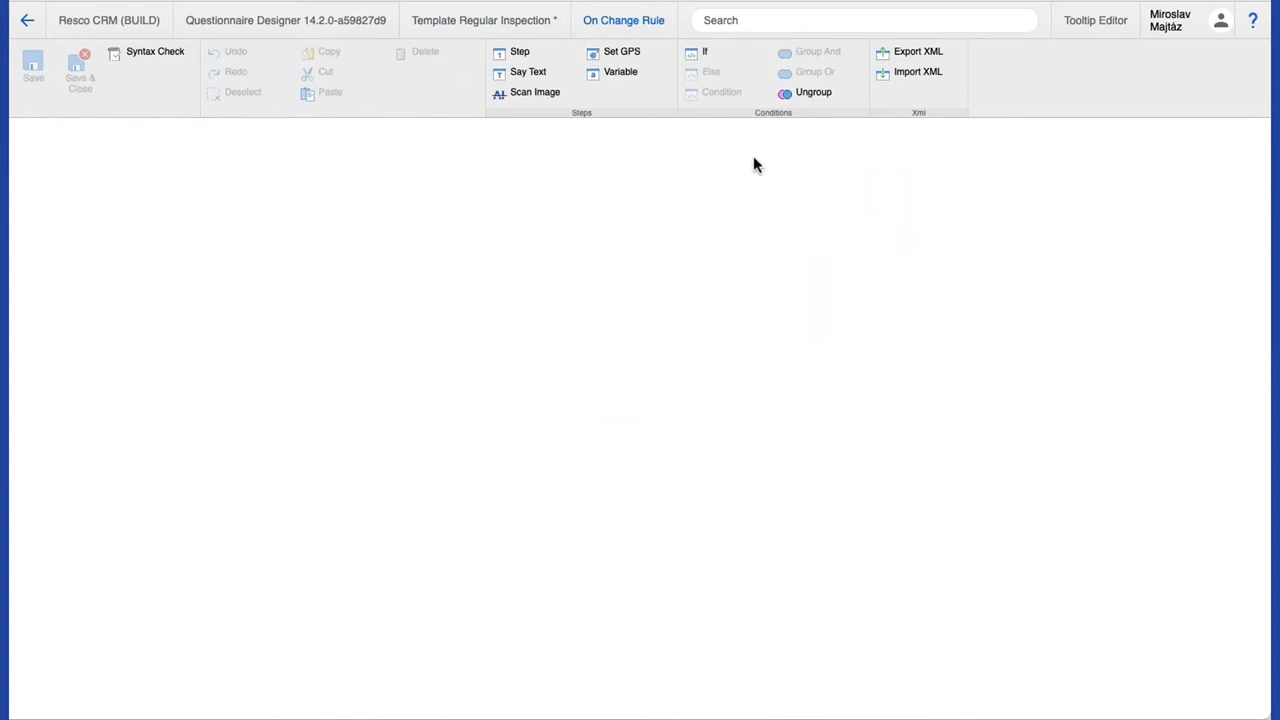 Resco CRM (BUILD)
Questionnaire Designer 14.2.0-a59827d9
Template Regular Inspection *
On Change Rule
Search
Tooltip Editor
Miroslav
Majtáz
?
Save
Save &
Close
Syntax Check
Undo
Redo
Deselect
Copy
Cut
Paste
Delete
Step
Say Text
Scan Image
Set GPS
Variable
Steps
If
Else
Condition
Group And
Group Or
Ungroup
Conditions
Export XML
Import XML
Xml